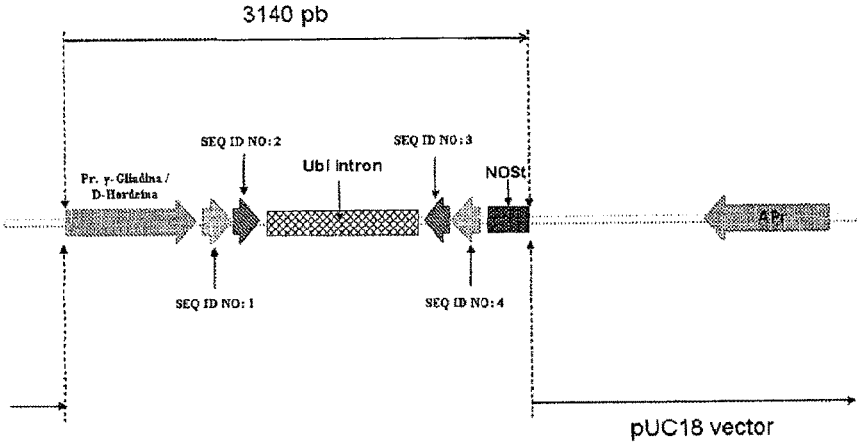 3140 pb
SEQ ID NO:2
SEQ ID NO:3
Pr. γ-Gliadina /
D-Hordeina
Ubi intron
NOSt
APr
SEQ ID NO:1
SEQ ID NO:4
pUC18 vector